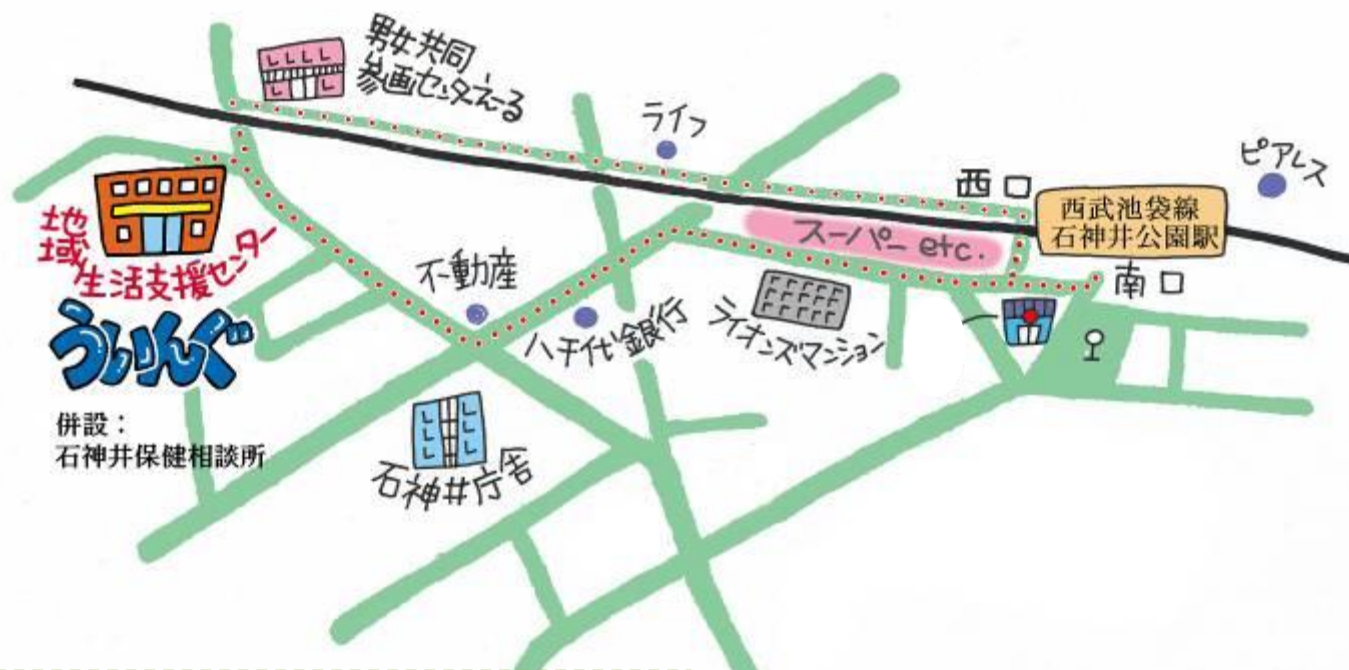 男女共同
参画センターえーる
ライフ
ピアレス
西口
西武池袋線
石神井公園駅
スーパー etc.
南口
地域
生活支援センター
ういんぐ
不動産
八千代銀行
ライオンズマンション
併設：
石神井保健相談所
石神井庁舎